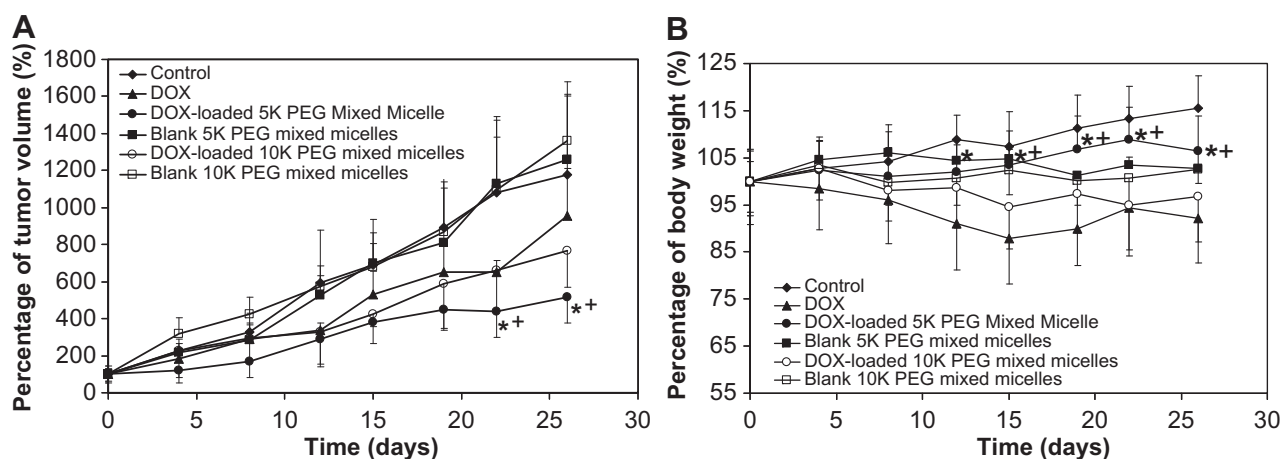 A
Percentage of tumor volume (%)
1800
1600
1400
1200
1000
800
600
400
200
0
Control
DOX
DOX-loaded 5K PEG Mixed Micelle
Blank 5K PEG mixed micelles
DOX-loaded 10K PEG mixed micelles
Blank 10K PEG mixed micelles
*+
*+
0 5 10 15 20 25 30
Time (days)
B
Percentage of body weight (%)
125
115
105
95
85
75
65
55
*
*+
*+
*+
*+
Control
DOX
DOX-loaded 5K PEG Mixed Micelle
Blank 5K PEG mixed micelles
DOX-loaded 10K PEG mixed micelles
Blank 10K PEG mixed micelles
0 5 10 15 20 25 30
Time (days)